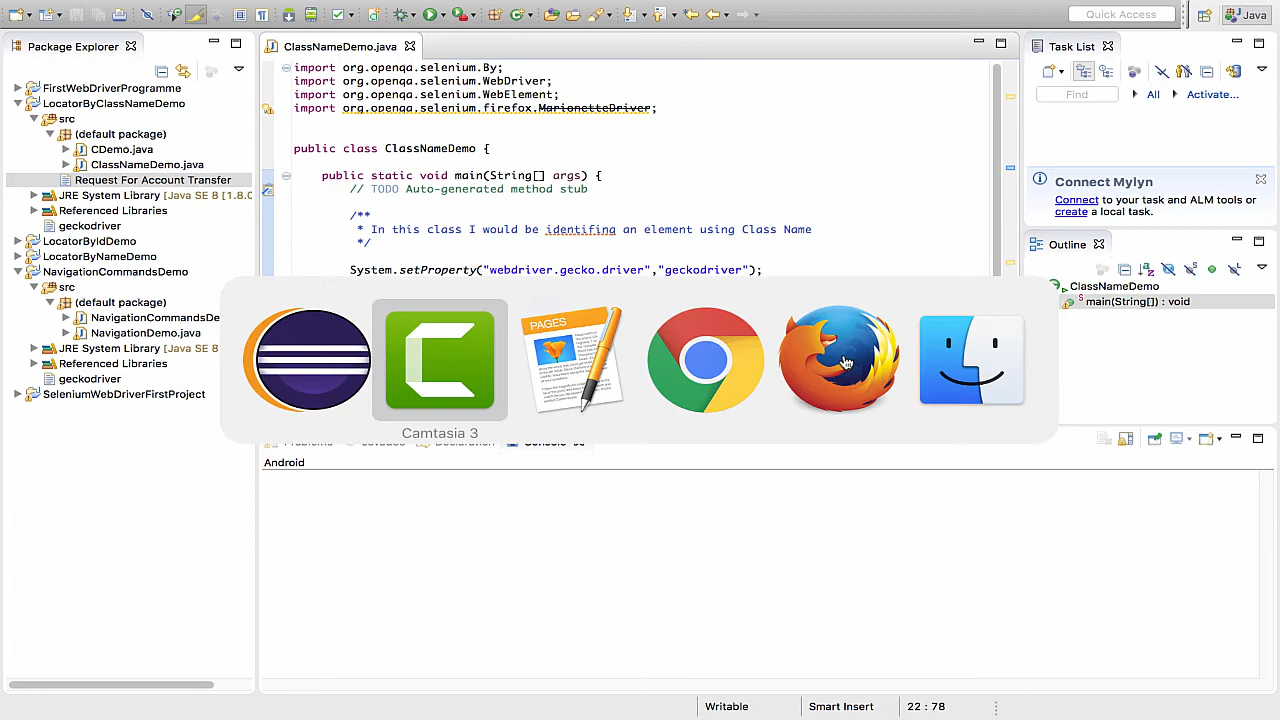 Quick Access
Java
Package Explorer
FirstWebDriverProgramme
LocatorByClassNameDemo
src
(default package)
CDemo.java
ClassNameDemo.java
Request For Account Transfer
JRE System Library [Java SE 8 [1.8.0
Referenced Libraries
geckodriver
LocatorByIdDemo
LocatorByNameDemo
NavigationCommandsDemo
src
(default package)
NavigationCommandsDe
NavigationDemo.java
JRE System Library [Java SE 8
Referenced Libraries
geckodriver
SeleniumWebDriverFirstProject
ClassNameDemo.java
import org.openqa.selenium.By;
import org.openqa.selenium.WebDriver;
import org.openqa.selenium.WebElement;
import org.openqa.selenium.firefox.MarionetteDriver;
public class ClassNameDemo {
public static void main(String[] args) {
// TODO Auto-generated method stub
/**
* In this class I would be identifing an element using Class Name
*/
System.setProperty("webdriver.gecko.driver","geckodriver");
PAGES
Camtasia 3
Declaration
Console
Android
Task List
Find
All
Activate...
Connect Mylyn
Connect to your task and ALM tools or
create a local task.
Outline
ClassNameDemo
main(String[]) : void
Writable
Smart Insert
22 : 78